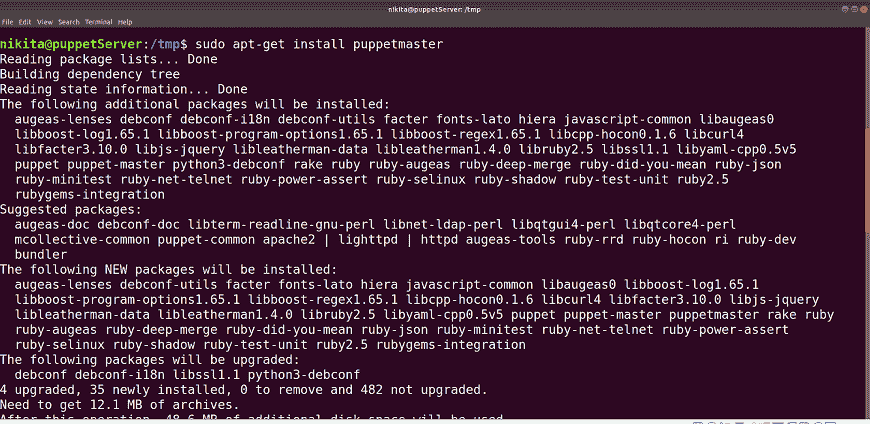 nikita@puppetServer: /tmp
File Edit View Search Terminal Help
nikita@puppetServer:/tmp$ sudo apt-get install puppetmaster
Reading package lists... Done
Building dependency tree
Reading state information... Done
The following additional packages will be installed:
augeas-lenses debconf debconf-i18n debconf-utils facter fonts-lato hiera javascript-common libaugeas0
libboost-log1.65.1 libboost-program-options1.65.1 libboost-regex1.65.1 libcpp-hocon0.1.6 libcurl4
libfacter3.10.0 libjs-jquery libleatherman-data libleatherman1.4.0 libruby2.5 libssl1.1 libyaml-cpp0.5v5
puppet puppet-master python3-debconf rake ruby ruby-augeas ruby-deep-merge ruby-did-you-mean ruby-json
ruby-minitest ruby-net-telnet ruby-power-assert ruby-selinux ruby-shadow ruby-test-unit ruby2.5
rubygems-integration
Suggested packages:
augeas-doc debconf-doc libterm-readline-gnu-perl libnet-ldap-perl libqtgui4-perl libqtcore4-perl
mcollective-common puppet-common apache2 | lighttpd | httpd augeas-tools ruby-rrd ruby-hocon ri ruby-dev
bundler
The following NEW packages will be installed:
augeas-lenses debconf-utils facter fonts-lato hiera javascript-common libaugeas0 libboost-log1.65.1
libboost-program-options1.65.1 libboost-regex1.65.1 libcpp-hocon0.1.6 libcurl4 libfacter3.10.0 libjs-jquery
libleatherman-data libleatherman1.4.0 libruby2.5 libyaml-cpp0.5v5 puppet puppet-master puppetmaster rake ruby
ruby-augeas ruby-deep-merge ruby-did-you-mean ruby-json ruby-minitest ruby-net-telnet ruby-power-assert
ruby-selinux ruby-shadow ruby-test-unit ruby2.5 rubygems-integration
The following packages will be upgraded:
debconf debconf-i18n libssl1.1 python3-debconf
4 upgraded, 35 newly installed, 0 to remove and 482 not upgraded.
Need to get 12.1 MB of archives.
After this operation, 48.6 MB of additional disk space will be used